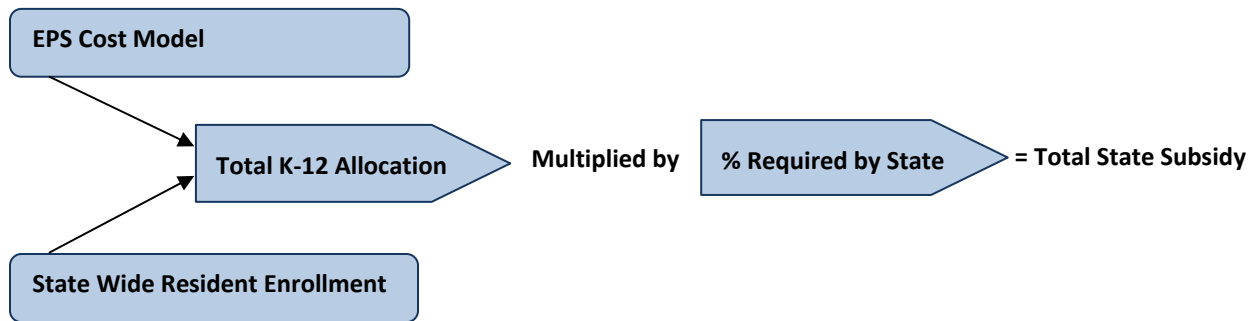 EPS Cost Model
Total K-12 Allocation
Multiplied by
% Required by State
= Total State Subsidy
State Wide Resident Enrollment